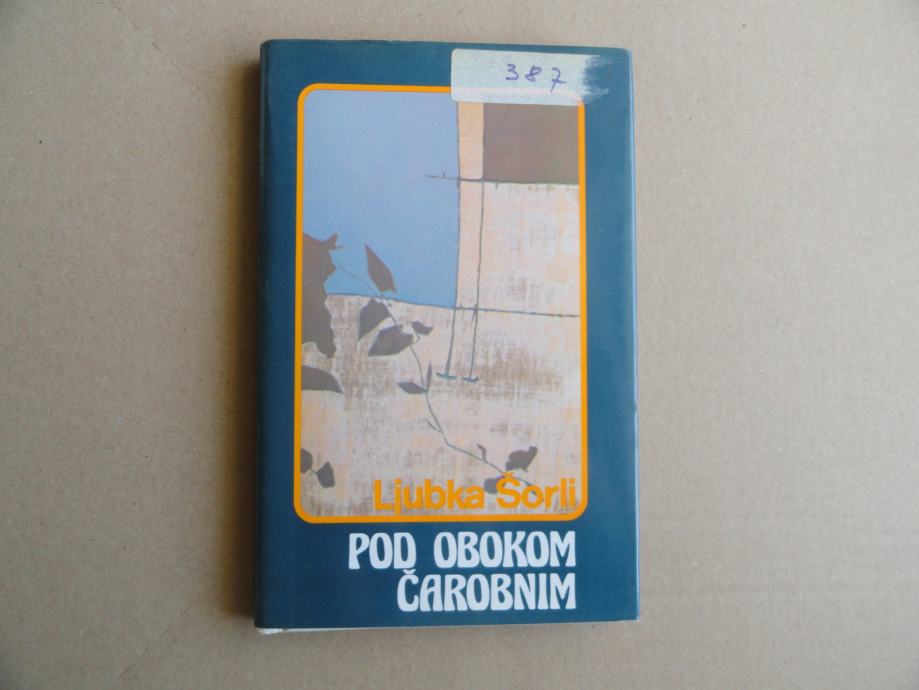 387
Ljubka Šorli
POD OBOKOM
ČAROBNIM